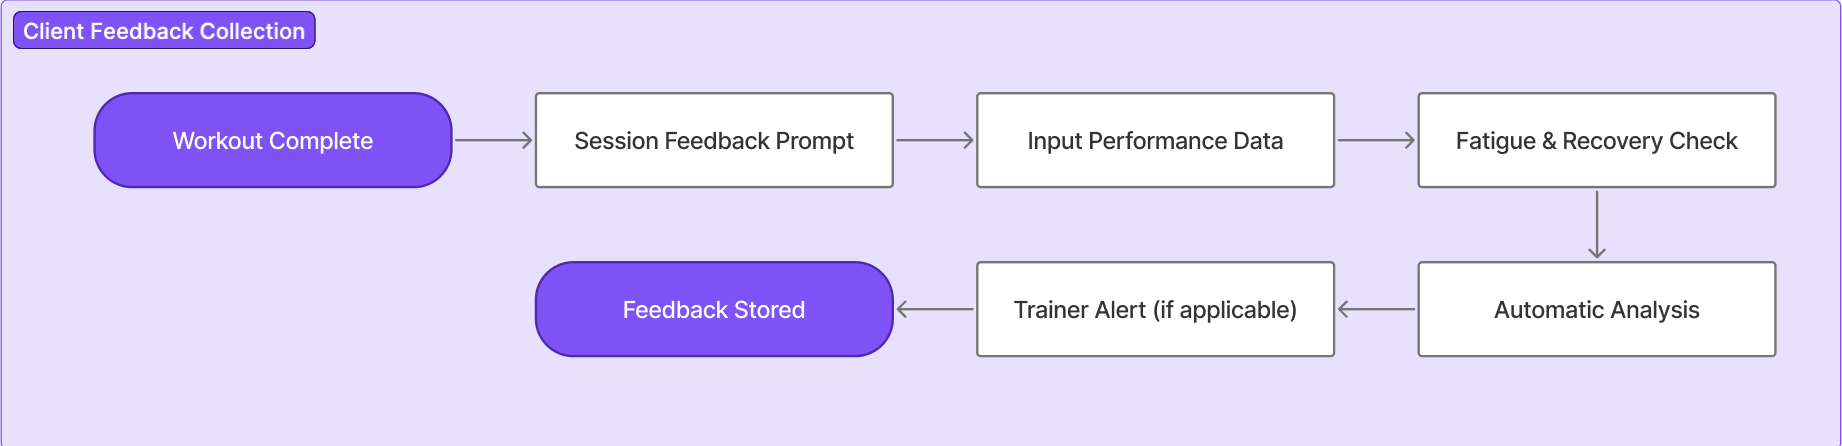 Client Feedback Collection
Workout Complete
Session Feedback Prompt
Input Performance Data
Fatigue & Recovery Check
Automatic Analysis
Trainer Alert (if applicable)
Feedback Stored